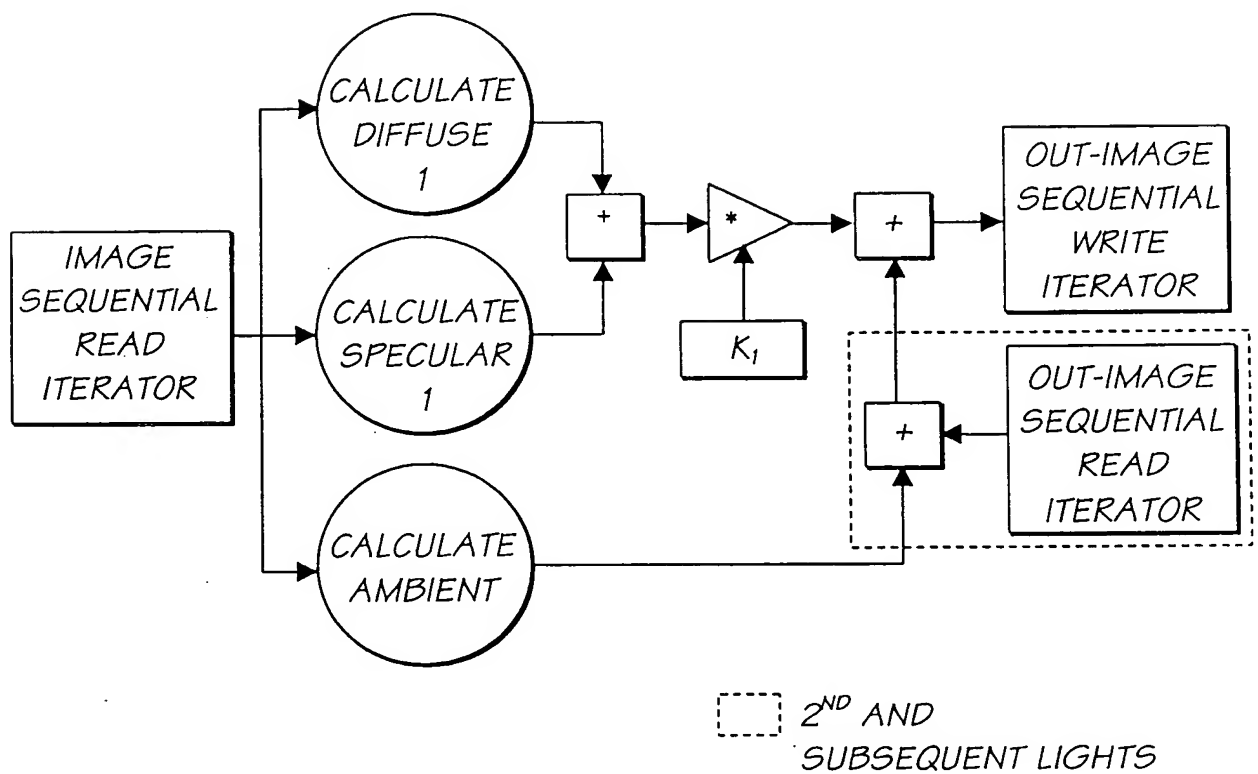 IMAGE
SEQUENTIAL
READ
ITERATOR
CALCULATE
DIFFUSE
1
CALCULATE
SPECULAR
1
CALCULATE
AMBIENT
+
*
K₁
+
OUT-IMAGE
SEQUENTIAL
WRITE
ITERATOR
+
OUT-IMAGE
SEQUENTIAL
READ
ITERATOR
2ND AND
SUBSEQUENT LIGHTS